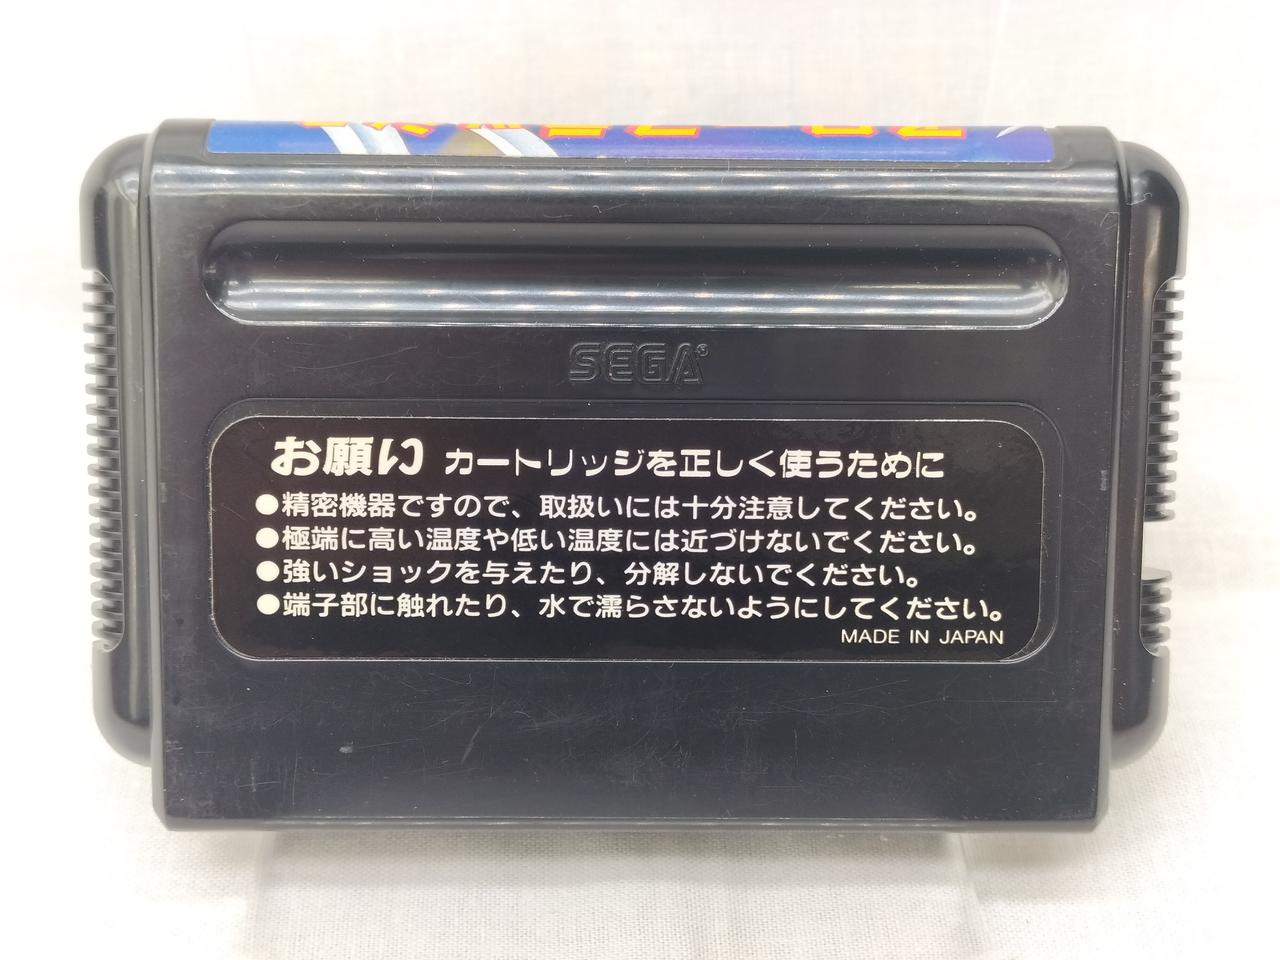 SEGA®
お願い カートリッジを正しく使うために
●精密機器ですので、取扱いには十分注意してください。
●極端に高い温度や低い温度には近づけないでください。
●強いショックを与えたり、分解しないでください。
●端子部に触れたり、水で濡らさないようにしてください。
MADE IN JAPAN